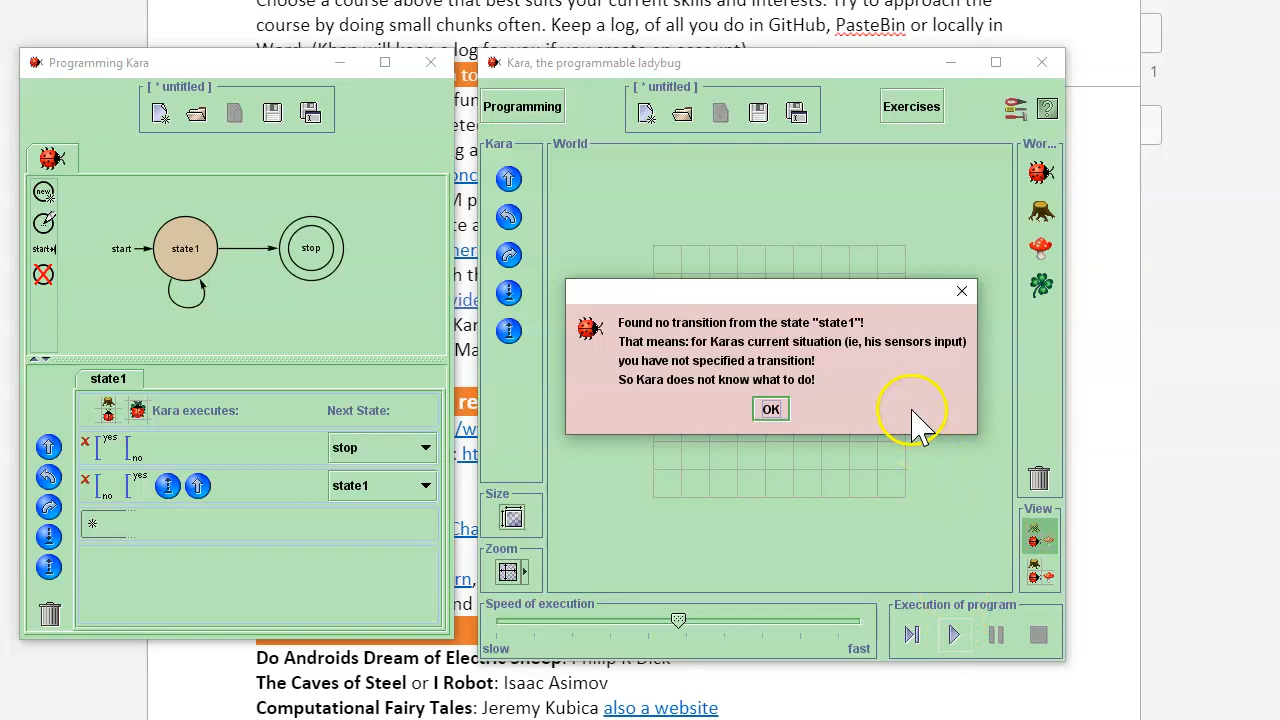 Choose a course above that best suits your current skills and interests. Try to approach the
course by doing small chunks often. Keep a log, of all you do in GitHub, PasteBin or locally in
Programming Kara
[ * untitled ]
start
state1
stop
new
start
state1
Kara executes:
Next State:
yes
no
stop
no
yes
state1
*
Kara, the programmable ladybug
Programming
[ * untitled ]
Exercises
?
Kara
World
Wor...
Found no transition from the state "state1"!
That means: for Karas current situation (ie, his sensors input)
you have not specified a transition!
So Kara does not know what to do!
OK
Size
Zoom
View
Speed of execution
slow
fast
Execution of program
1
Do Androids Dream of Electric Sheep: Philip K Dick
The Caves of Steel or I Robot: Isaac Asimov
Computational Fairy Tales: Jeremy Kubica also a website